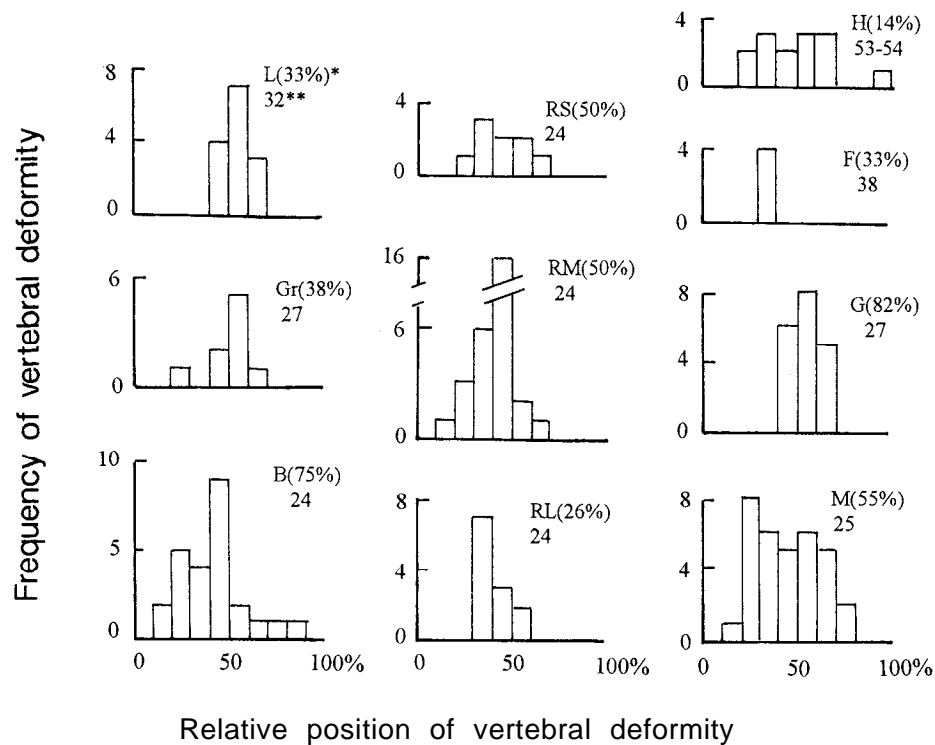 Frequency of vertebral deformity
8
4
0
L(33%)*
32**
4
0
RS(50%)
24
4
0
H(14%)
53-54
4
0
F(33%)
38
6
0
Gr(38%)
27
16
6
0
RM(50%)
24
8
4
0
G(82%)
27
10
5
0
B(75%)
24
0 50 100%
8
4
0
RL(26%)
24
0 50 100%
8
4
0
M(55%)
25
0 50 100%
Relative position of vertebral deformity